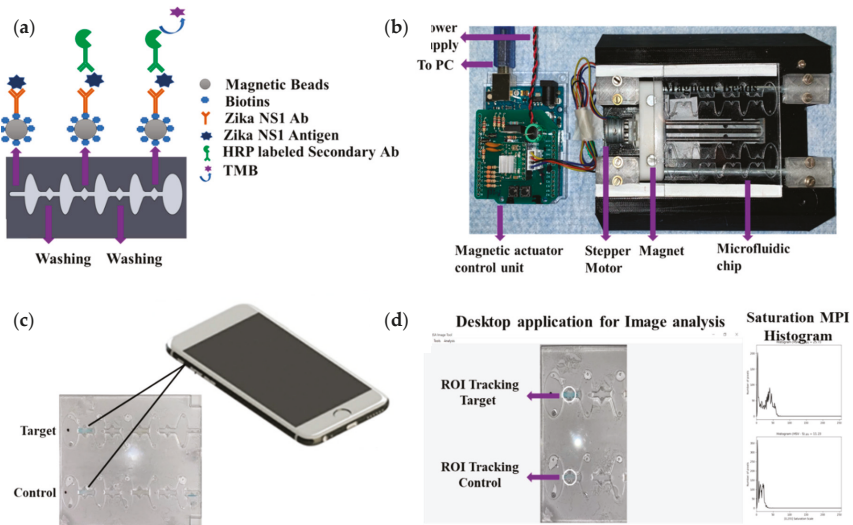 (a)
Magnetic Beads
Biotins
Zika NS1 Ab
Zika NS1 Antigen
HRP labeled Secondary Ab
TMB
Washing
Washing
(b)
ower
upply
To PC
Magnetic actuator
control unit
Stepper
Motor
Magnet
Microfluidic
chip
(c)
Target
Control
(d)
Desktop application for Image analysis
ROI Tracking
Target
ROI Tracking
Control
Saturation MPI
Histogram